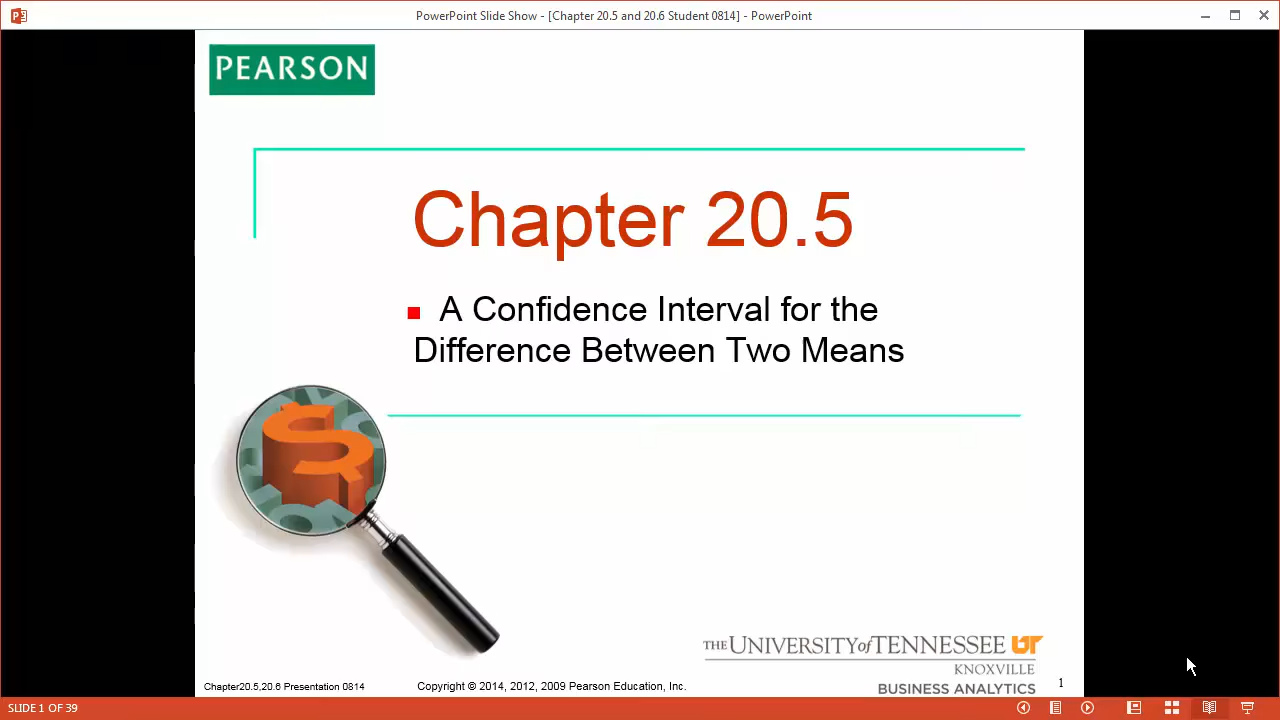 PowerPoint Slide Show - [Chapter 20.5 and 20.6 Student 0814] - PowerPoint
PEARSON
Chapter 20.5
A Confidence Interval for the
Difference Between Two Means
THE UNIVERSITY of TENNESSEE UT
KNOXVILLE
BUSINESS ANALYTICS
Chapter20.5,20.6 Presentation 0814
Copyright © 2014, 2012, 2009 Pearson Education, Inc.
1
SLIDE 1 OF 39